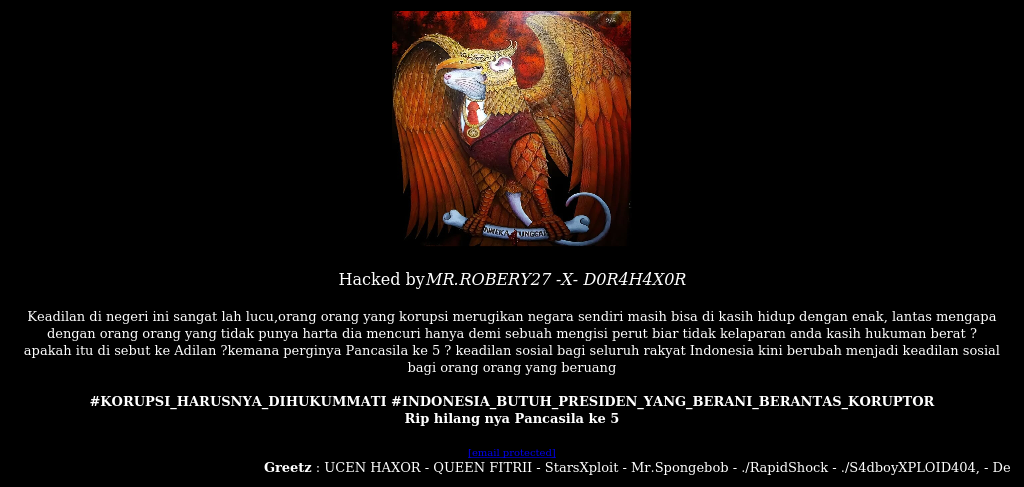 Hacked byMR.ROBERY27 -X- D0R4H4X0R
Keadilan di negeri ini sangat lah lucu,orang orang yang korupsi merugikan negara sendiri masih bisa di kasih hidup dengan enak, lantas mengapa
dengan orang orang yang tidak punya harta dia mencuri hanya demi sebuah mengisi perut biar tidak kelaparan anda kasih hukuman berat ?
apakah itu di sebut ke Adilan ?kemana perginya Pancasila ke 5 ? keadilan sosial bagi seluruh rakyat Indonesia kini berubah menjadi keadilan sosial
bagi orang orang yang beruang
#KORUPSI_HARUSNYA_DIHUKUMMATI #INDONESIA_BUTUH_PRESIDEN_YANG_BERANI_BERANTAS_KORUPTOR
Rip hilang nya Pancasila ke 5
[email protected]
Greetz : UCEN HAXOR - QUEEN FITRII - StarsXploit - Mr.Spongebob - ./RapidShock - ./S4dboyXPLOID404, - De